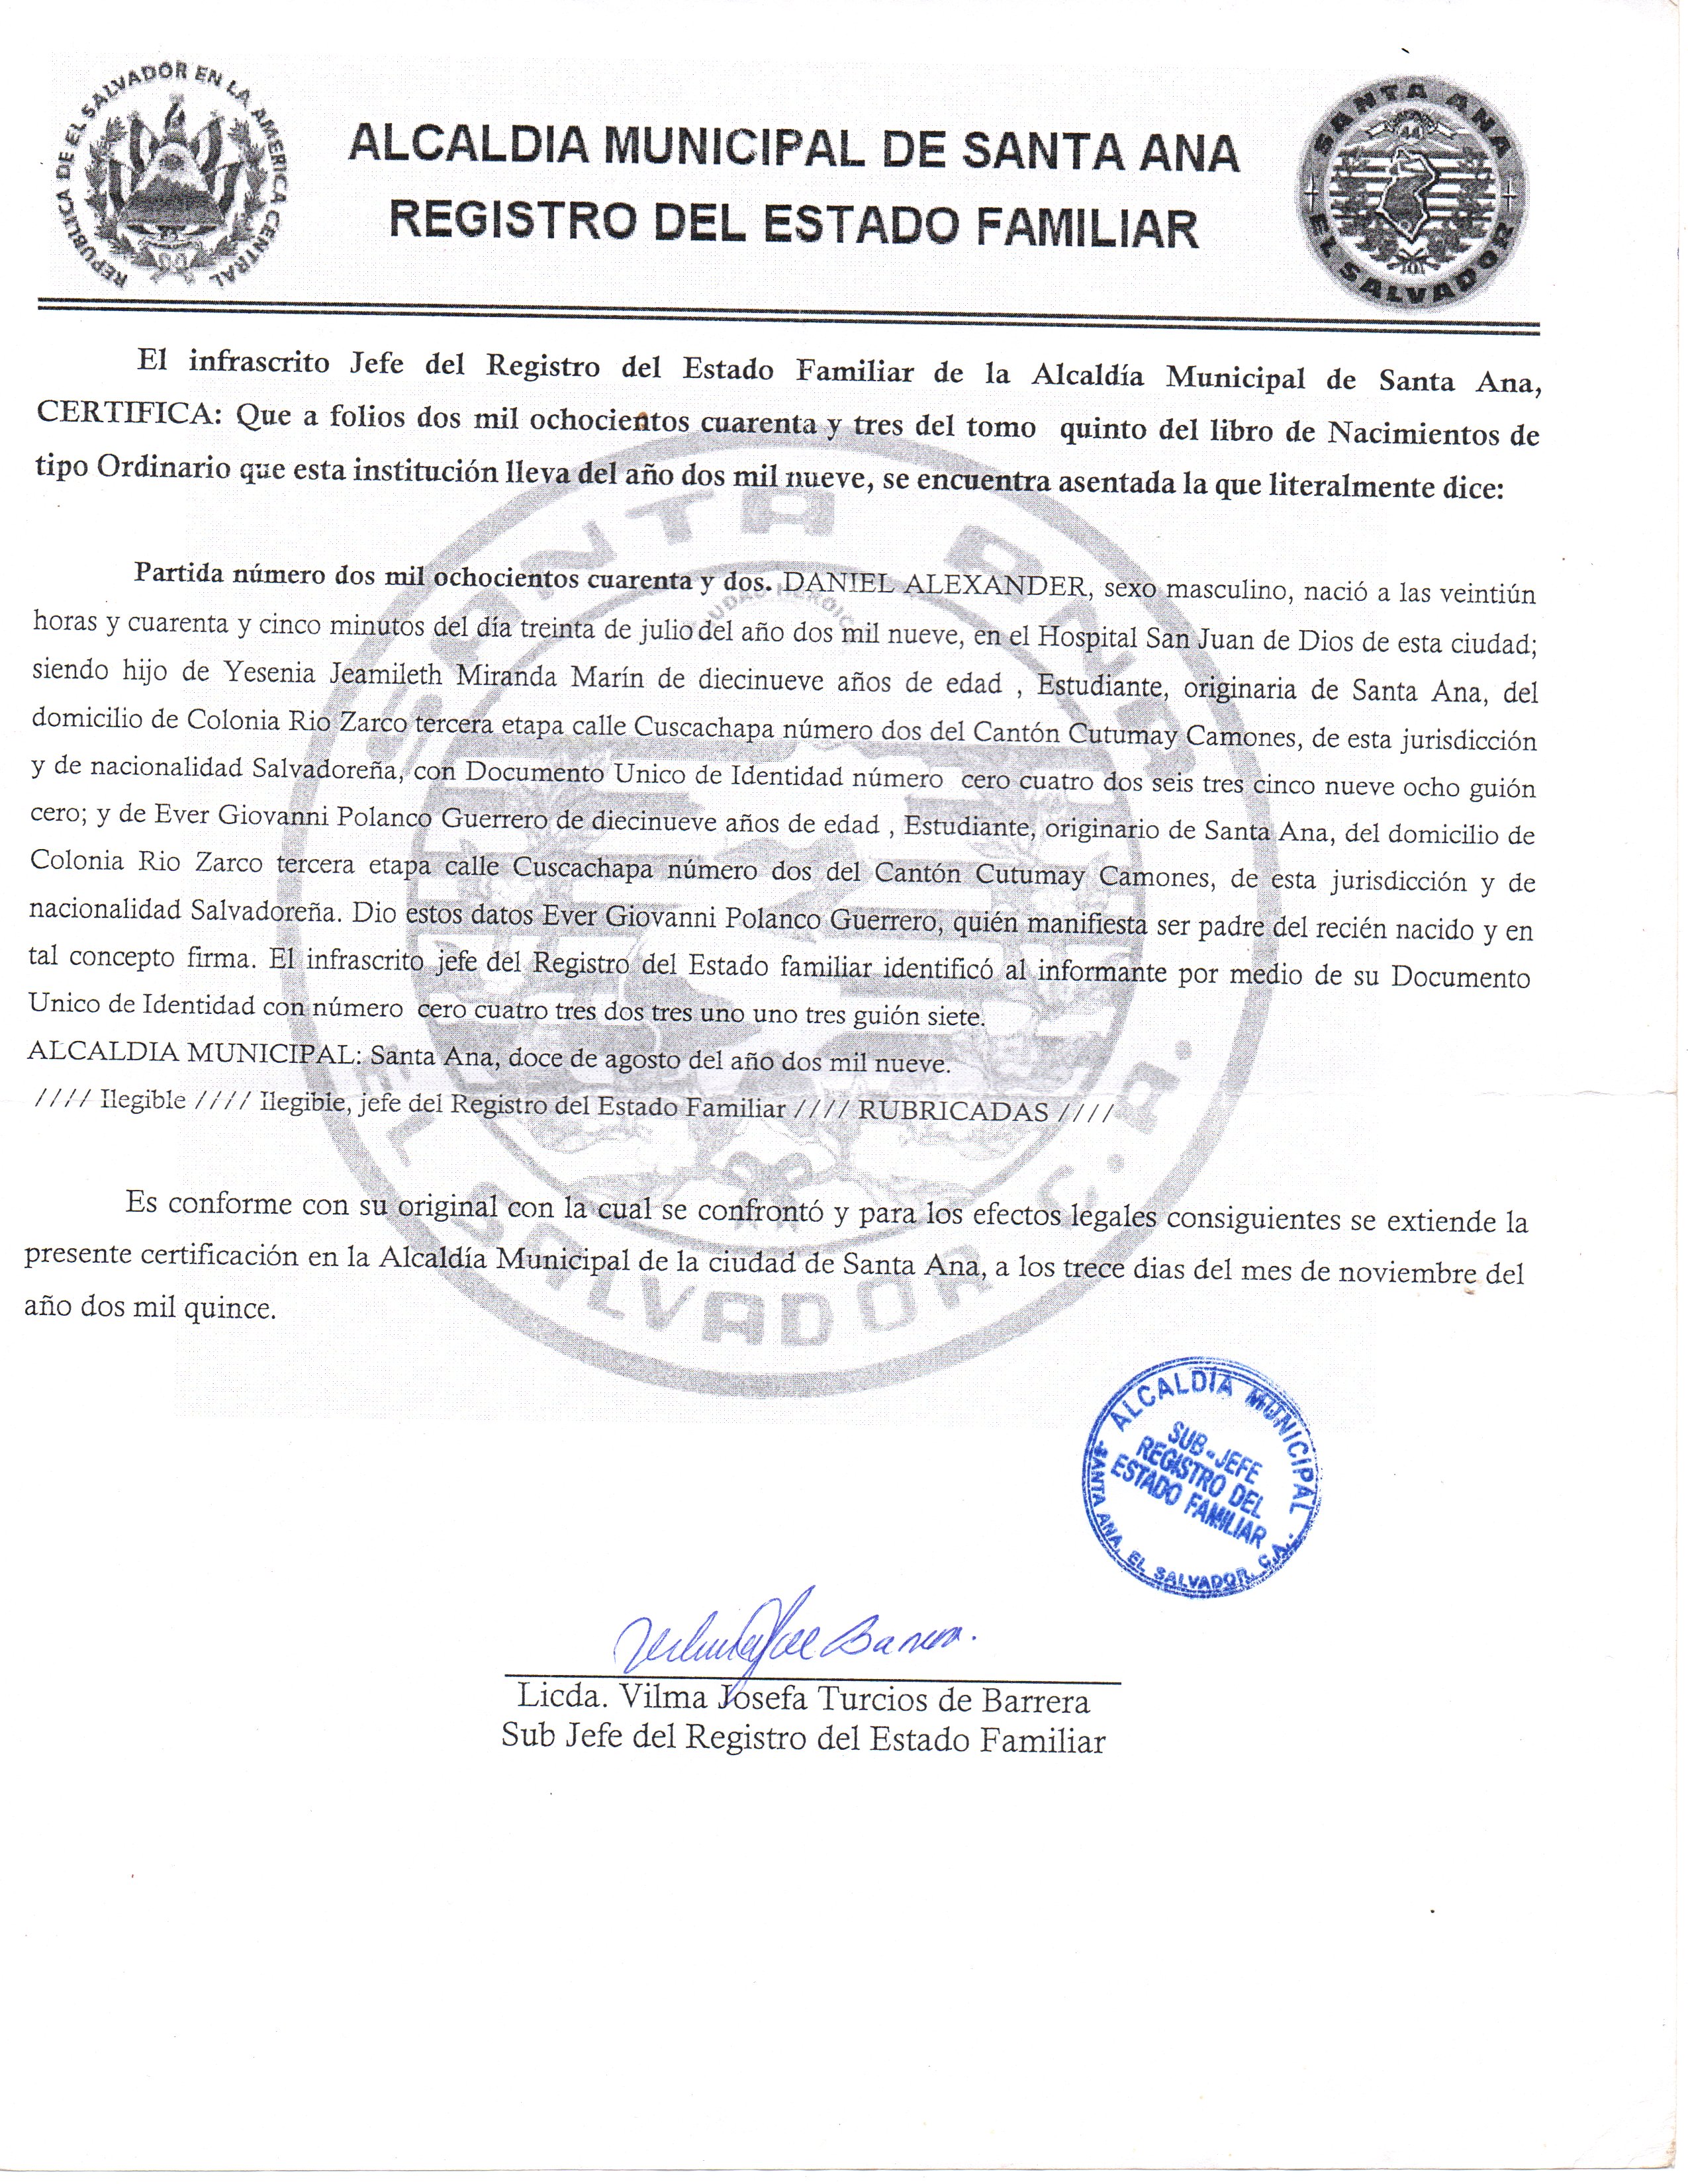 REPUBLICA DE EL SALVADOR EN LA AMERICA CENTRAL
ALCALDIA MUNICIPAL DE SANTA ANA
REGISTRO DEL ESTADO FAMILIAR
SANTA ANA
EL SALVADOR
El infrascrito Jefe del Registro del Estado Familiar de la Alcaldía Municipal de Santa Ana,
CERTIFICA: Que a folios dos mil ochocientos cuarenta y tres del tomo quinto del libro de Nacimientos de
tipo Ordinario que esta institución lleva del año dos mil nueve, se encuentra asentada la que literalmente dice:
Partida número dos mil ochocientos cuarenta y dos. DANIEL ALEXANDER, sexo masculino, nació a las veintiún
horas y cuarenta y cinco minutos del día treinta de julio del año dos mil nueve, en el Hospital San Juan de Dios de esta ciudad;
siendo hijo de Yesenia Jeamileth Miranda Marín de diecinueve años de edad , Estudiante, originaria de Santa Ana, del
domicilio de Colonia Rio Zarco tercera etapa calle Cuscachapa número dos del Cantón Cutumay Camones, de esta jurisdicción
y de nacionalidad Salvadoreña, con Documento Unico de Identidad número cero cuatro dos seis tres cinco nueve ocho guión
cero; y de Ever Giovanni Polanco Guerrero de diecinueve años de edad , Estudiante, originario de Santa Ana, del domicilio de
Colonia Rio Zarco tercera etapa calle Cuscachapa número dos del Cantón Cutumay Camones, de esta jurisdicción y de
nacionalidad Salvadoreña. Dio estos datos Ever Giovanni Polanco Guerrero, quién manifiesta ser padre del recién nacido y en
tal concepto firma. El infrascrito jefe del Registro del Estado familiar identificó al informante por medio de su Documento
Unico de Identidad con número cero cuatro tres dos tres uno uno tres guión siete.
ALCALDIA MUNICIPAL: Santa Ana, doce de agosto del año dos mil nueve.
//// Ilegible //// Ilegible, jefe del Registro del Estado Familiar //// RUBRICADAS ////
Es conforme con su original con la cual se confrontó y para los efectos legales consiguientes se extiende la
presente certificación en la Alcaldía Municipal de la ciudad de Santa Ana, a los trece dias del mes de noviembre del
año dos mil quince.
SANTA ANA
EL SALVADOR C.A.
ALCALDÍA MUNICIPAL
SUB-JEFE
REGISTRO DEL
ESTADO FAMILIAR
SANTA ANA, EL SALVADOR, C.A.
Licda. Vilma Josefa Turcios de Barrera
Sub Jefe del Registro del Estado Familiar